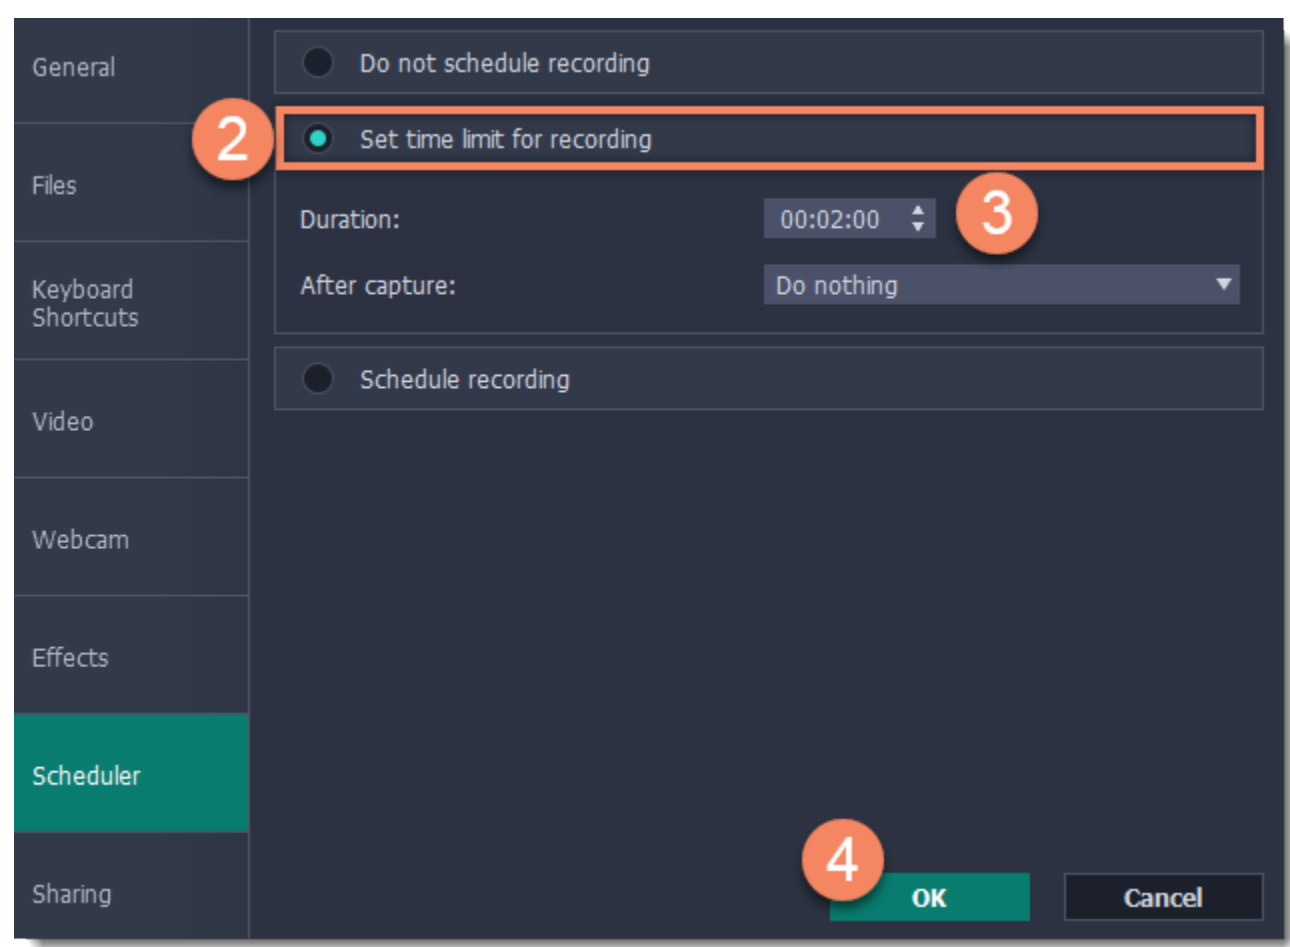 General
Files
Keyboard
Shortcuts
Video
Webcam
Effects
Scheduler
Sharing
Do not schedule recording
2
Set time limit for recording
Duration:
00:02:00
3
After capture:
Do nothing
Schedule recording
4
OK
Cancel